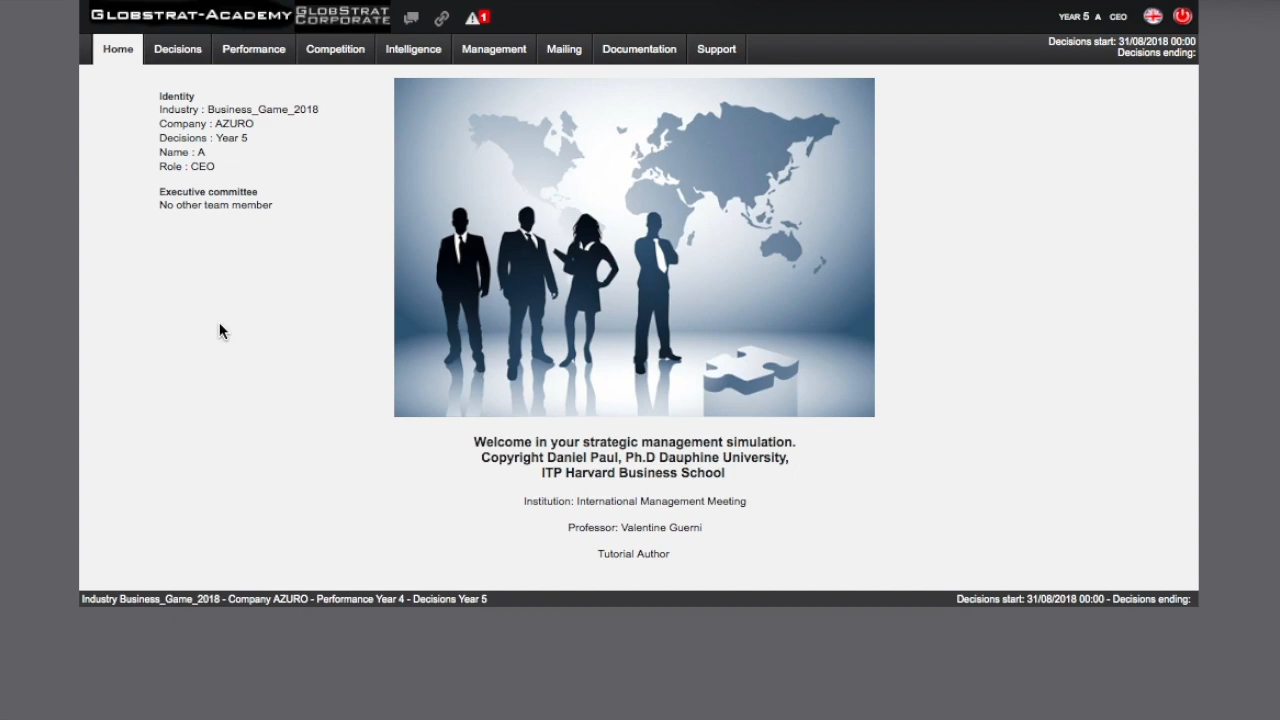 GLOBSTRAT-ACADEMY GLOBSTRAT CORPORATE 1 YEAR 5 A CEO
Home Decisions Performance Competition Intelligence Management Mailing Documentation Support
Decisions start: 31/08/2018 00:00
Decisions ending:
Identity
Industry : Business_Game_2018
Company : AZURO
Decisions : Year 5
Name : A
Role : CEO
Executive committee
No other team member
Welcome in your strategic management simulation.
Copyright Daniel Paul, Ph.D Dauphine University,
ITP Harvard Business School
Institution: International Management Meeting
Professor: Valentine Guerni
Tutorial Author
Industry Business_Game_2018 - Company AZURO - Performance Year 4 - Decisions Year 5 Decisions start: 31/08/2018 00:00 - Decisions ending: